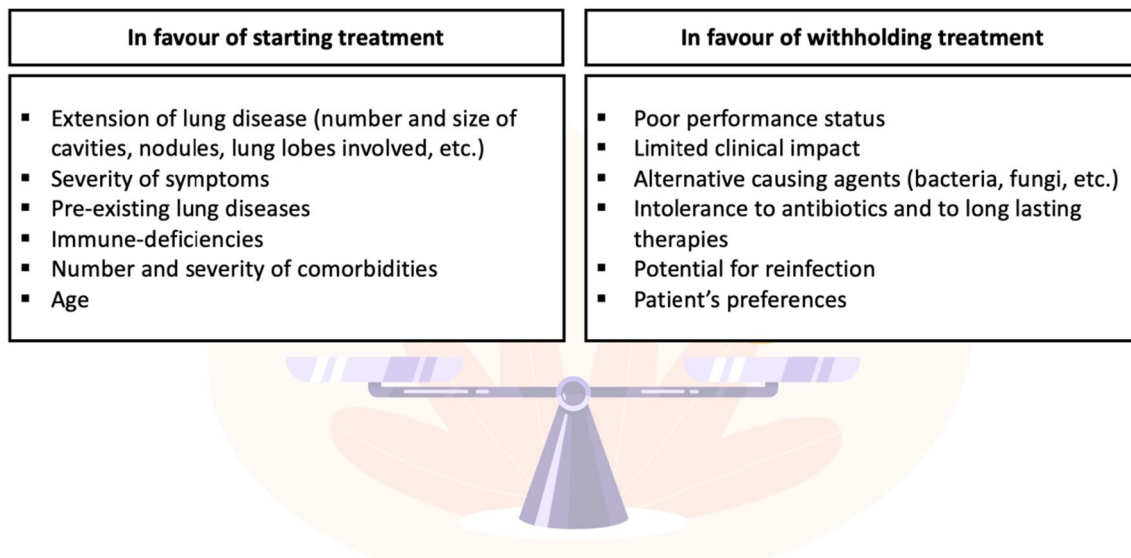 In favour of starting treatment
In favour of withholding treatment
▪ Extension of lung disease (number and size of
cavities, nodules, lung lobes involved, etc.)
▪ Severity of symptoms
▪ Pre-existing lung diseases
▪ Immune-deficiencies
▪ Number and severity of comorbidities
▪ Age
▪ Poor performance status
▪ Limited clinical impact
▪ Alternative causing agents (bacteria, fungi, etc.)
▪ Intolerance to antibiotics and to long lasting
therapies
▪ Potential for reinfection
▪ Patient’s preferences